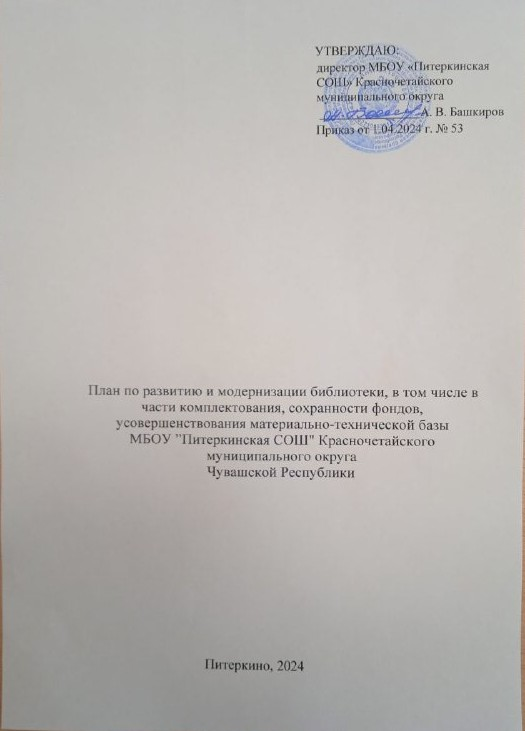 УТВЕРЖДАЮ:
директор МБОУ «Питеркинская
СОШ» Красночетайского
муниципального округа
А. В. Башкиров
Приказ от 1.04.2024 г. № 53
План по развитию и модернизации библиотеки, в том числе в
части комплектования, сохранности фондов,
усовершенствования материально-технической базы
МБОУ "Питеркинская СОШ" Красночетайского
муниципального округа
Чувашской Республики
Питеркино, 2024